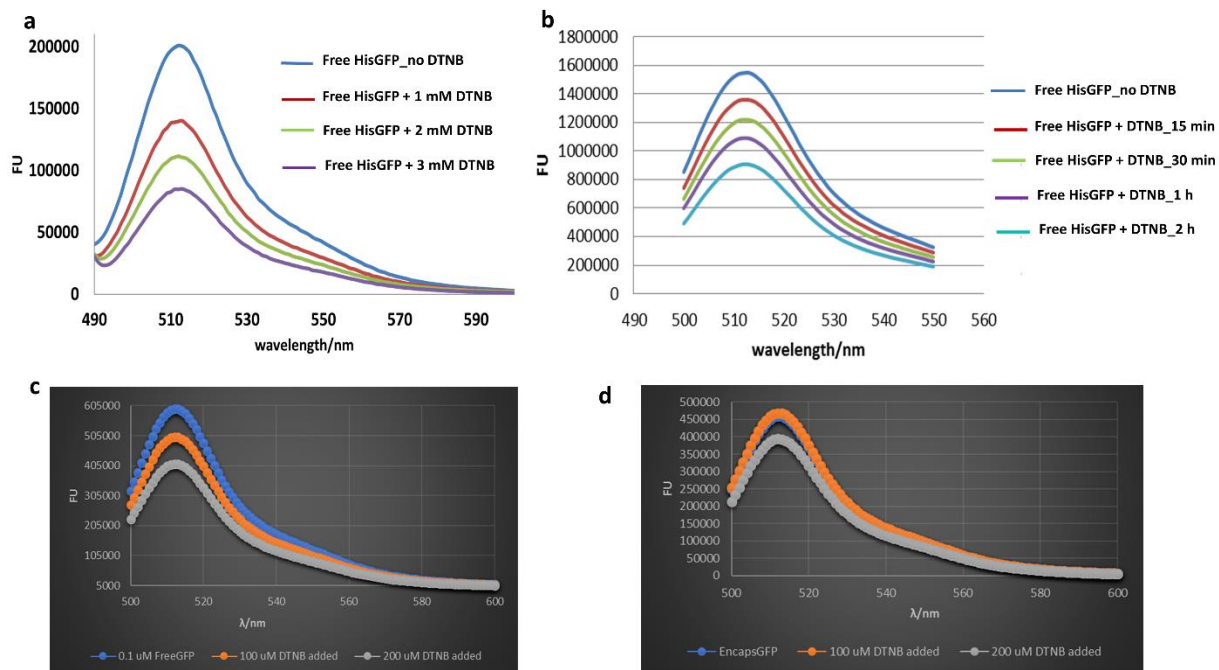 a
200000
150000
100000
50000
0
FU
490 510 530 550 570 590
wavelength/nm
Free HisGFP_no DTNB
Free HisGFP + 1 mM DTNB
Free HisGFP + 2 mM DTNB
Free HisGFP + 3 mM DTNB
b
1800000
1600000
1400000
1200000
1000000
800000
600000
400000
200000
0
FU
490 500 510 520 530 540 550 560
wavelength/nm
Free HisGFP_no DTNB
Free HisGFP + DTNB_15 min
Free HisGFP + DTNB_30 min
Free HisGFP + DTNB_1 h
Free HisGFP + DTNB_2 h
c
605000
505000
405000
305000
205000
105000
5000
FU
500 520 540 560 580 600
λ/nm
0.1 uM FreeGFP 100 uM DTNB added 200 uM DTNB added
d
500000
450000
400000
350000
300000
250000
200000
150000
100000
50000
0
FU
500 520 540 560 580 600
λ/nm
EncapsGFP 100 uM DTNB added 200 uM DTNB added